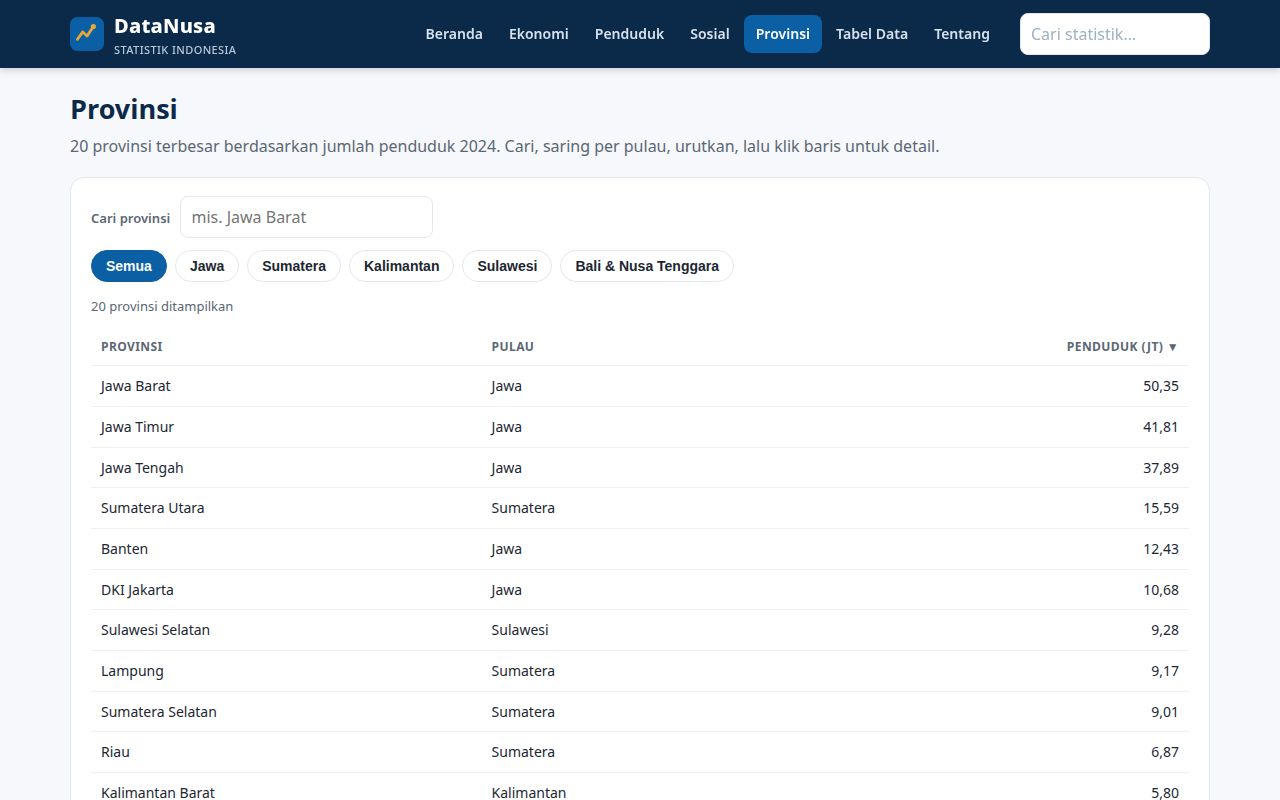 DataNusa
STATISTIK INDONESIA
Beranda Ekonomi Penduduk Sosial Provinsi Tabel Data Tentang Cari statistik...
Provinsi
20 provinsi terbesar berdasarkan jumlah penduduk 2024. Cari, saring per pulau, urutkan, lalu klik baris untuk detail.
Cari provinsi mis. Jawa Barat
Semua Jawa Sumatera Kalimantan Sulawesi Bali & Nusa Tenggara
20 provinsi ditampilkan
PROVINSI PULAU PENDUDUK (JT) ▼
Jawa Barat Jawa 50,35
Jawa Timur Jawa 41,81
Jawa Tengah Jawa 37,89
Sumatera Utara Sumatera 15,59
Banten Jawa 12,43
DKI Jakarta Jawa 10,68
Sulawesi Selatan Sulawesi 9,28
Lampung Sumatera 9,17
Sumatera Selatan Sumatera 9,01
Riau Sumatera 6,87
Kalimantan Barat Kalimantan 5,80